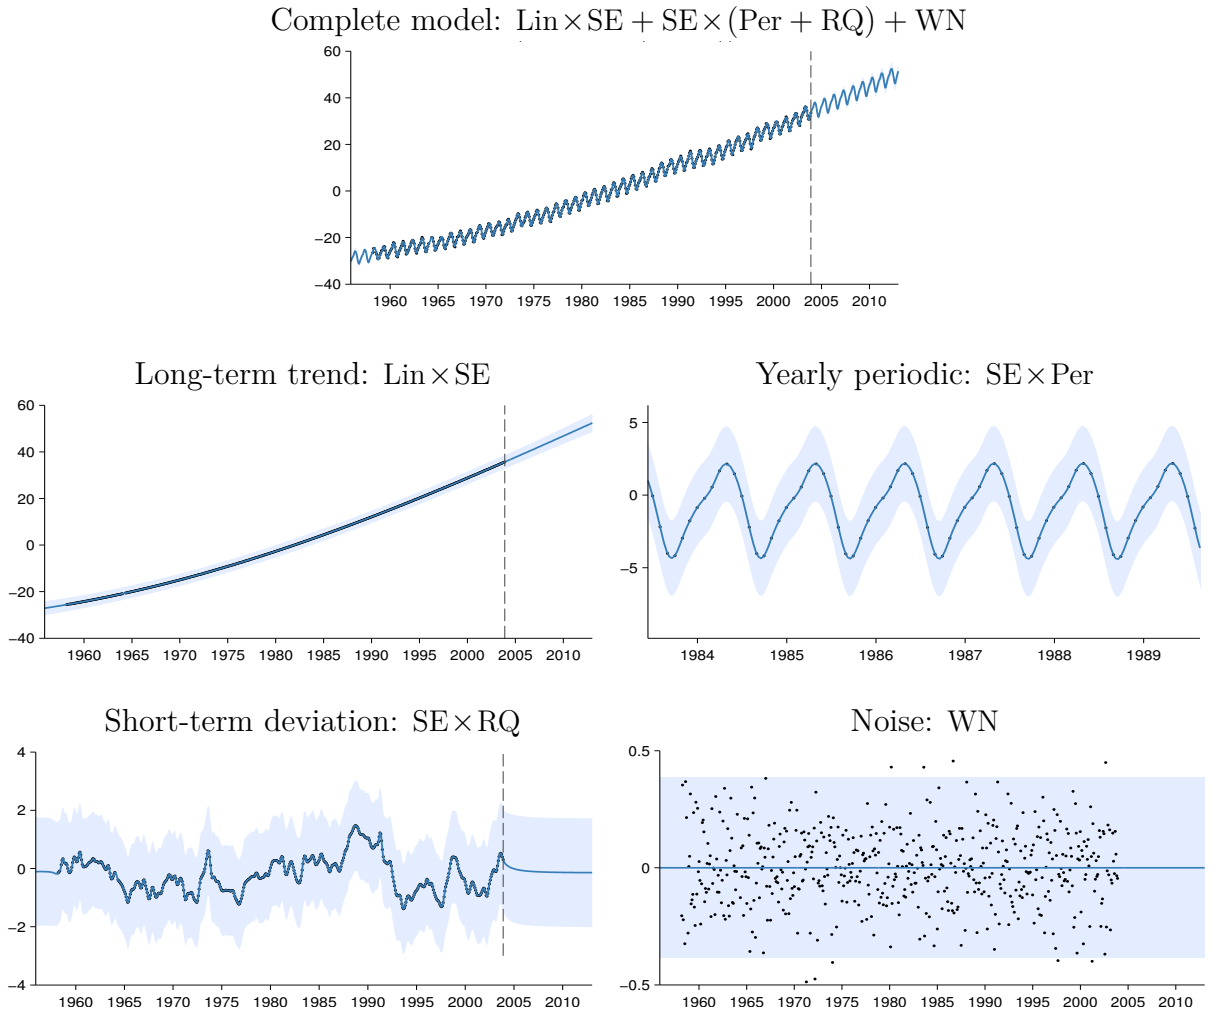 Complete model: Lin×SE + SE×(Per + RQ) + WN
60
40
20
0
−20
−40
1960 1965 1970 1975 1980 1985 1990 1995 2000 2005 2010
Long-term trend: Lin×SE
60
40
20
0
−20
−40
1960 1965 1970 1975 1980 1985 1990 1995 2000 2005 2010
Yearly periodic: SE×Per
5
0
−5
1984 1985 1986 1987 1988 1989
Short-term deviation: SE×RQ
4
2
0
−2
−4
1960 1965 1970 1975 1980 1985 1990 1995 2000 2005 2010
Noise: WN
0.5
0
−0.5
1960 1965 1970 1975 1980 1985 1990 1995 2000 2005 2010